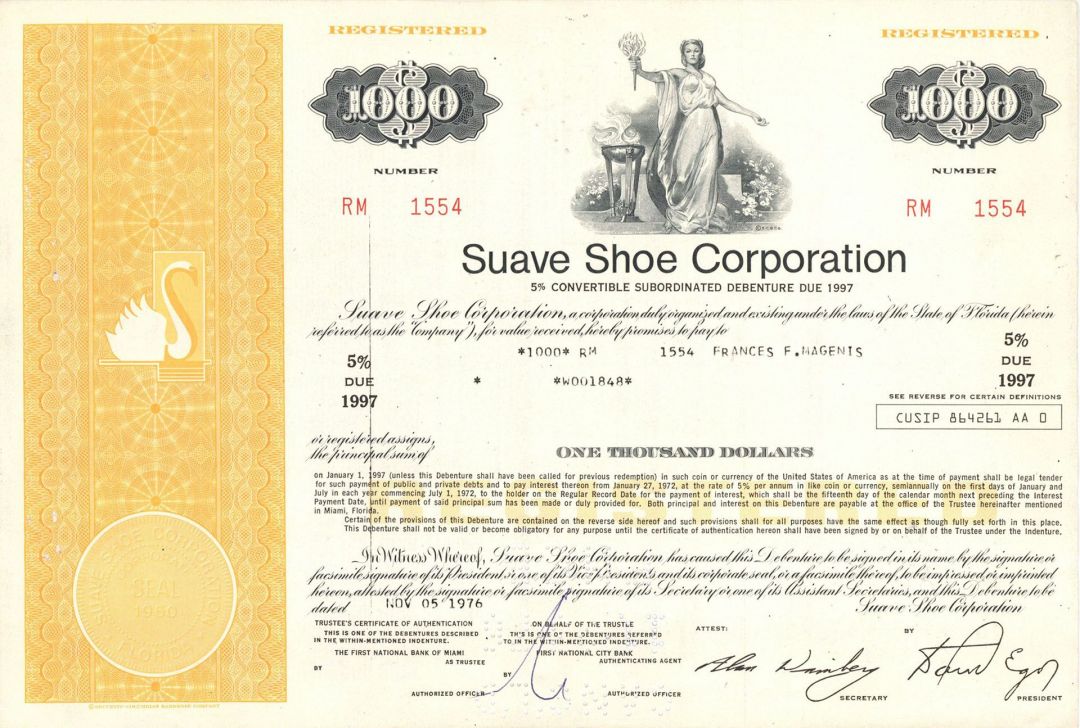 REGISTERED
REGISTERED
$1000
$1000
NUMBER
NUMBER
RM 1554
RM 1554
Suave Shoe Corporation
5% CONVERTIBLE SUBORDINATED DEBENTURE DUE 1997
Suave Shoe Corporation, a corporation duly organized and existing under the laws of the State of Florida (herein
referred to as the "Company"), for value received, hereby promises to pay to
*1000* RM 1554 FRANCES F. MAGENIS
* *W001848*
5%
DUE
1997
5%
DUE
1997
SEE REVERSE FOR CERTAIN DEFINITIONS
CUSIP 864261 AA 0
or registered assigns,
the principal sum of
ONE THOUSAND DOLLARS
on January 1, 1997 (unless this Debenture shall have been called for previous redemption) in such coin or currency of the United States of America as at the time of payment shall be legal tender
for such payment of public and private debts and to pay interest thereon from January 27, 1972, at the rate of 5% per annum in like coin or currency, semiannually on the first days of January and
July in each year commencing July 1, 1972, to the holder on the Regular Record Date for the payment of interest, which shall be the fifteenth day of the calendar month next preceding the Interest
Payment Date, until payment of said principal sum has been made or duly provided for. Both principal and interest on this Debenture are payable at the office of the Trustee hereinafter mentioned
in Miami, Florida.
Certain of the provisions of this Debenture are contained on the reverse side hereof and such provisions shall for all purposes have the same effect as though fully set forth in this place.
This Debenture shall not be valid or become obligatory for any purpose until the certificate of authentication hereon shall have been signed by or on behalf of the Trustee under the Indenture.
In Witness Whereof, Suave Shoe Corporation has caused this Debenture to be signed in its name by the signature or
facsimile signature of its President or one of its Vice Presidents and its corporate seal, or a facsimile thereof, to be impressed or imprinted
hereon, attested by the signature or facsimile signature of its Secretary or one of its Assistant Secretaries, and this Debenture to be
dated NOV 05 1976
Suave Shoe Corporation
TRUSTEE'S CERTIFICATE OF AUTHENTICATION
THIS IS ONE OF THE DEBENTURES DESCRIBED
IN THE WITHIN-MENTIONED INDENTURE.
THE FIRST NATIONAL BANK OF MIAMI
AS TRUSTEE
BY
AUTHORIZED OFFICER
ON BEHALF OF THE TRUSTEE
THIS IS ONE OF THE DEBENTURES REFERRED
TO IN THE WITHIN-MENTIONED INDENTURE.
FIRST NATIONAL CITY BANK
AUTHENTICATING AGENT
BY
AUTHORIZED OFFICER
ATTEST:
SECRETARY
BY
PRESIDENT
SEAL
1960
© SECURITY-COLUMBIAN BANKNOTE COMPANY